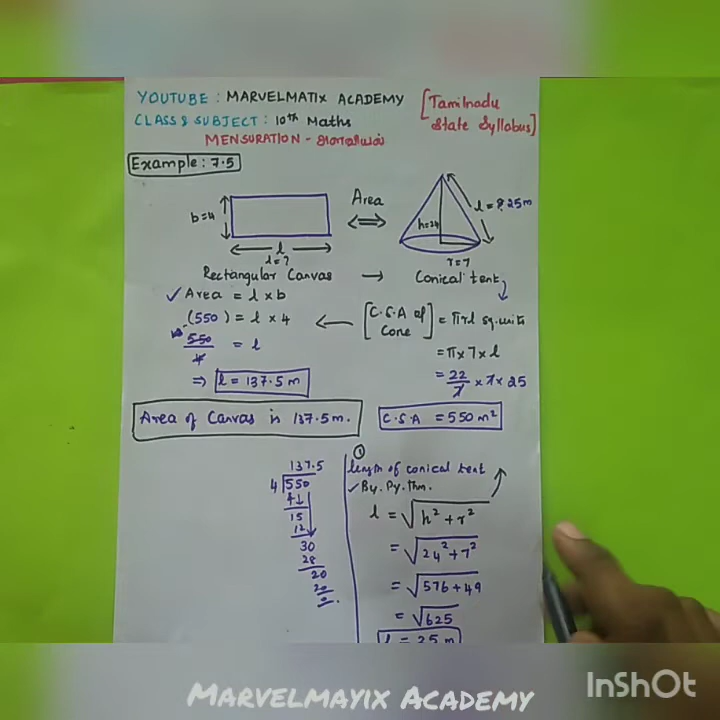 YOUTUBE : MARVELMATIX ACADEMY
CLASS & SUBJECT : 10th Maths
[Tamilnadu
State Syllabus]
MENSURATION - அளவியல்
Example : 7.5
b = 4
l
l = ?
Rectangular Canvas
Area
⇔
h=24
l = 25m
r = 7
→ Conical tent,
✓ Area = l x b
(550) = l x 4
550/4 = l
⇒ l = 137.5 m
Area of Canvas is 137.5 m.
← [C.S.A of Cone] = πrl sq.units
= π x 7 x l
= 22/7 x 7 x 25
C.S.A = 550 m²
137.5
4 550
4↓
15
12
30
28
20
20
0.
①
length of conical tent
✓ By. Py. thm.
l = √h² + r²
= √24² + 7²
= √576 + 49
= √625
l = 25 m
MARVELMAYIX ACADEMY
InShOt